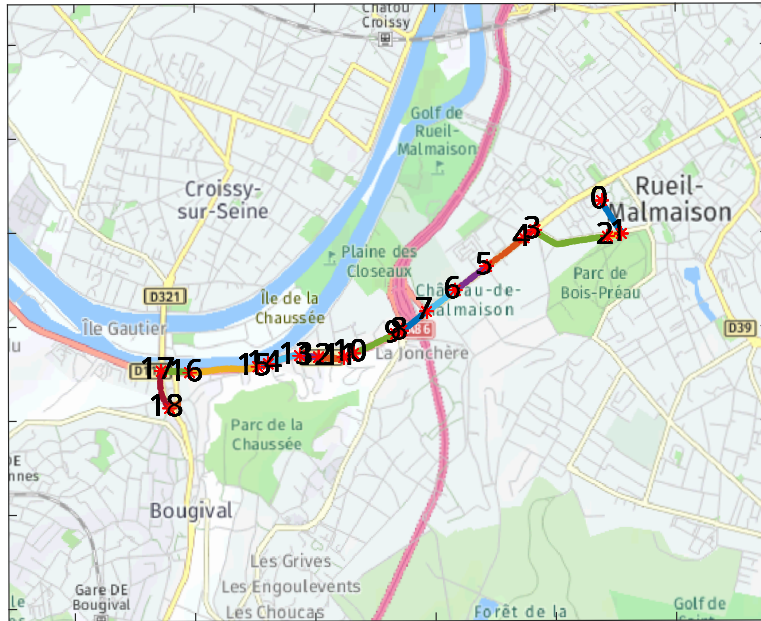 Chatou
Croissy
Golf de
Rueil-
Malmaison
Croissy-
sur-Seine
0
Rueil-
Malmaison
1
2
3
4
Plaine des
Closeaux
5
Parc de
Bois-Préau
D321
Île de la
Chaussée
6
Château-de-
Malmaison
7
Île Gautier
8
9
A86
D39
La Jonchère
10
11
12
13
14
15
16
17
18
Parc de la
Chaussée
Bougival
Les Grives
Les Engoulevents
Les Choucas
Gare DE
Bougival
Forêt de la
Golf de